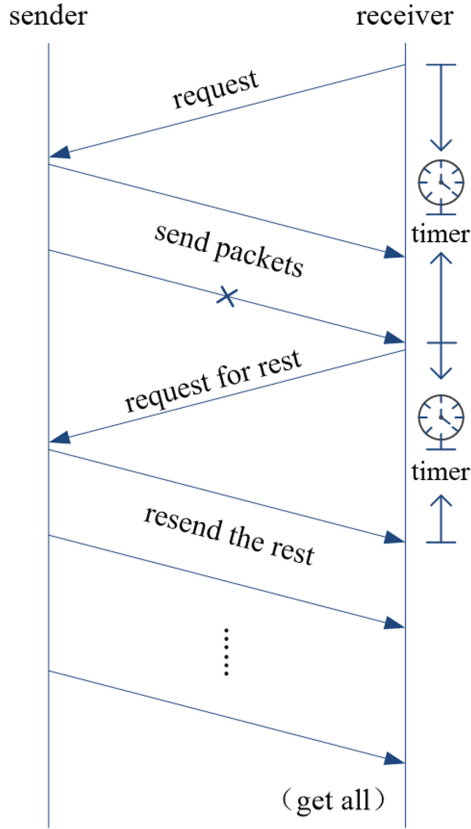 sender
receiver
request
timer
send packets
request for rest
timer
resend the rest
（get all）